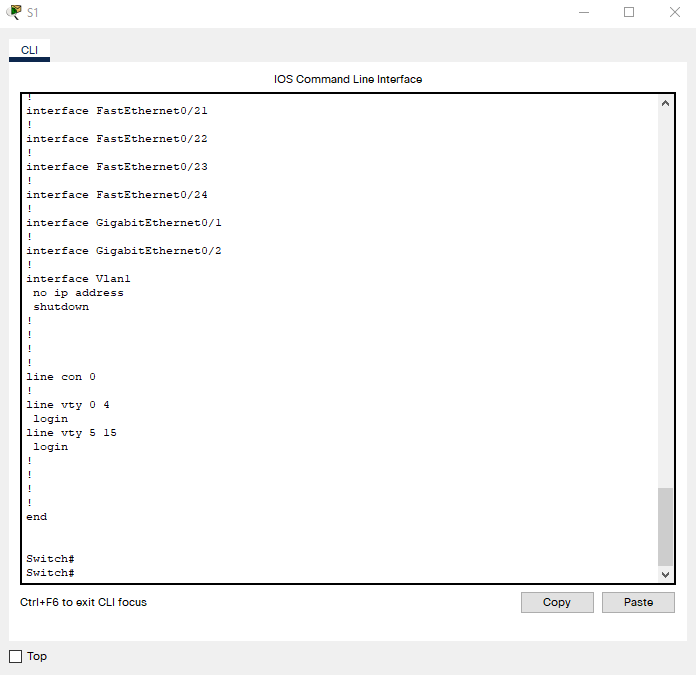 S1
CLI
IOS Command Line Interface
!
interface FastEthernet0/21
!
interface FastEthernet0/22
!
interface FastEthernet0/23
!
interface FastEthernet0/24
!
interface GigabitEthernet0/1
!
interface GigabitEthernet0/2
!
interface Vlan1
 no ip address
 shutdown
!
!
!
!
line con 0
!
line vty 0 4
 login
line vty 5 15
 login
!
!
!
!
end
Switch#
Switch#
Ctrl+F6 to exit CLI focus
Copy
Paste
Top